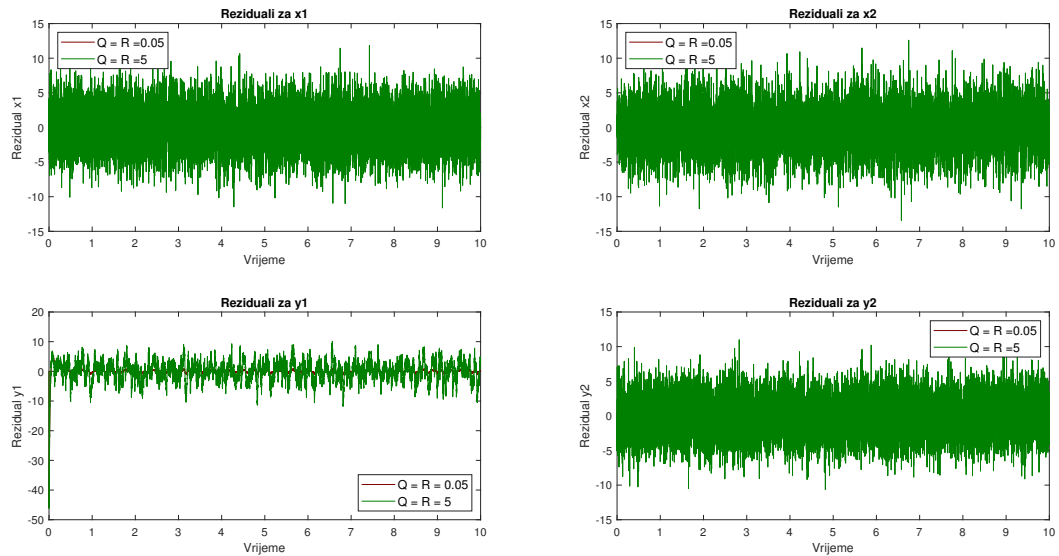 Reziduali za x1
Rezidual x1
15
10
5
0
-5
-10
-15
Q = R =0.05
Q = R =5
0 1 2 3 4 5 6 7 8 9 10
Vrijeme
Reziduali za x2
Rezidual x2
15
10
5
0
-5
-10
-15
Q = R =0.05
Q = R =5
0 1 2 3 4 5 6 7 8 9 10
Vrijeme
Reziduali za y1
Rezidual y1
20
10
0
-10
-20
-30
-40
-50
Q = R = 0.05
Q = R = 5
0 1 2 3 4 5 6 7 8 9 10
Vrijeme
Reziduali za y2
Rezidual y2
15
10
5
0
-5
-10
-15
Q = R =0.05
Q = R =5
0 1 2 3 4 5 6 7 8 9 10
Vrijeme